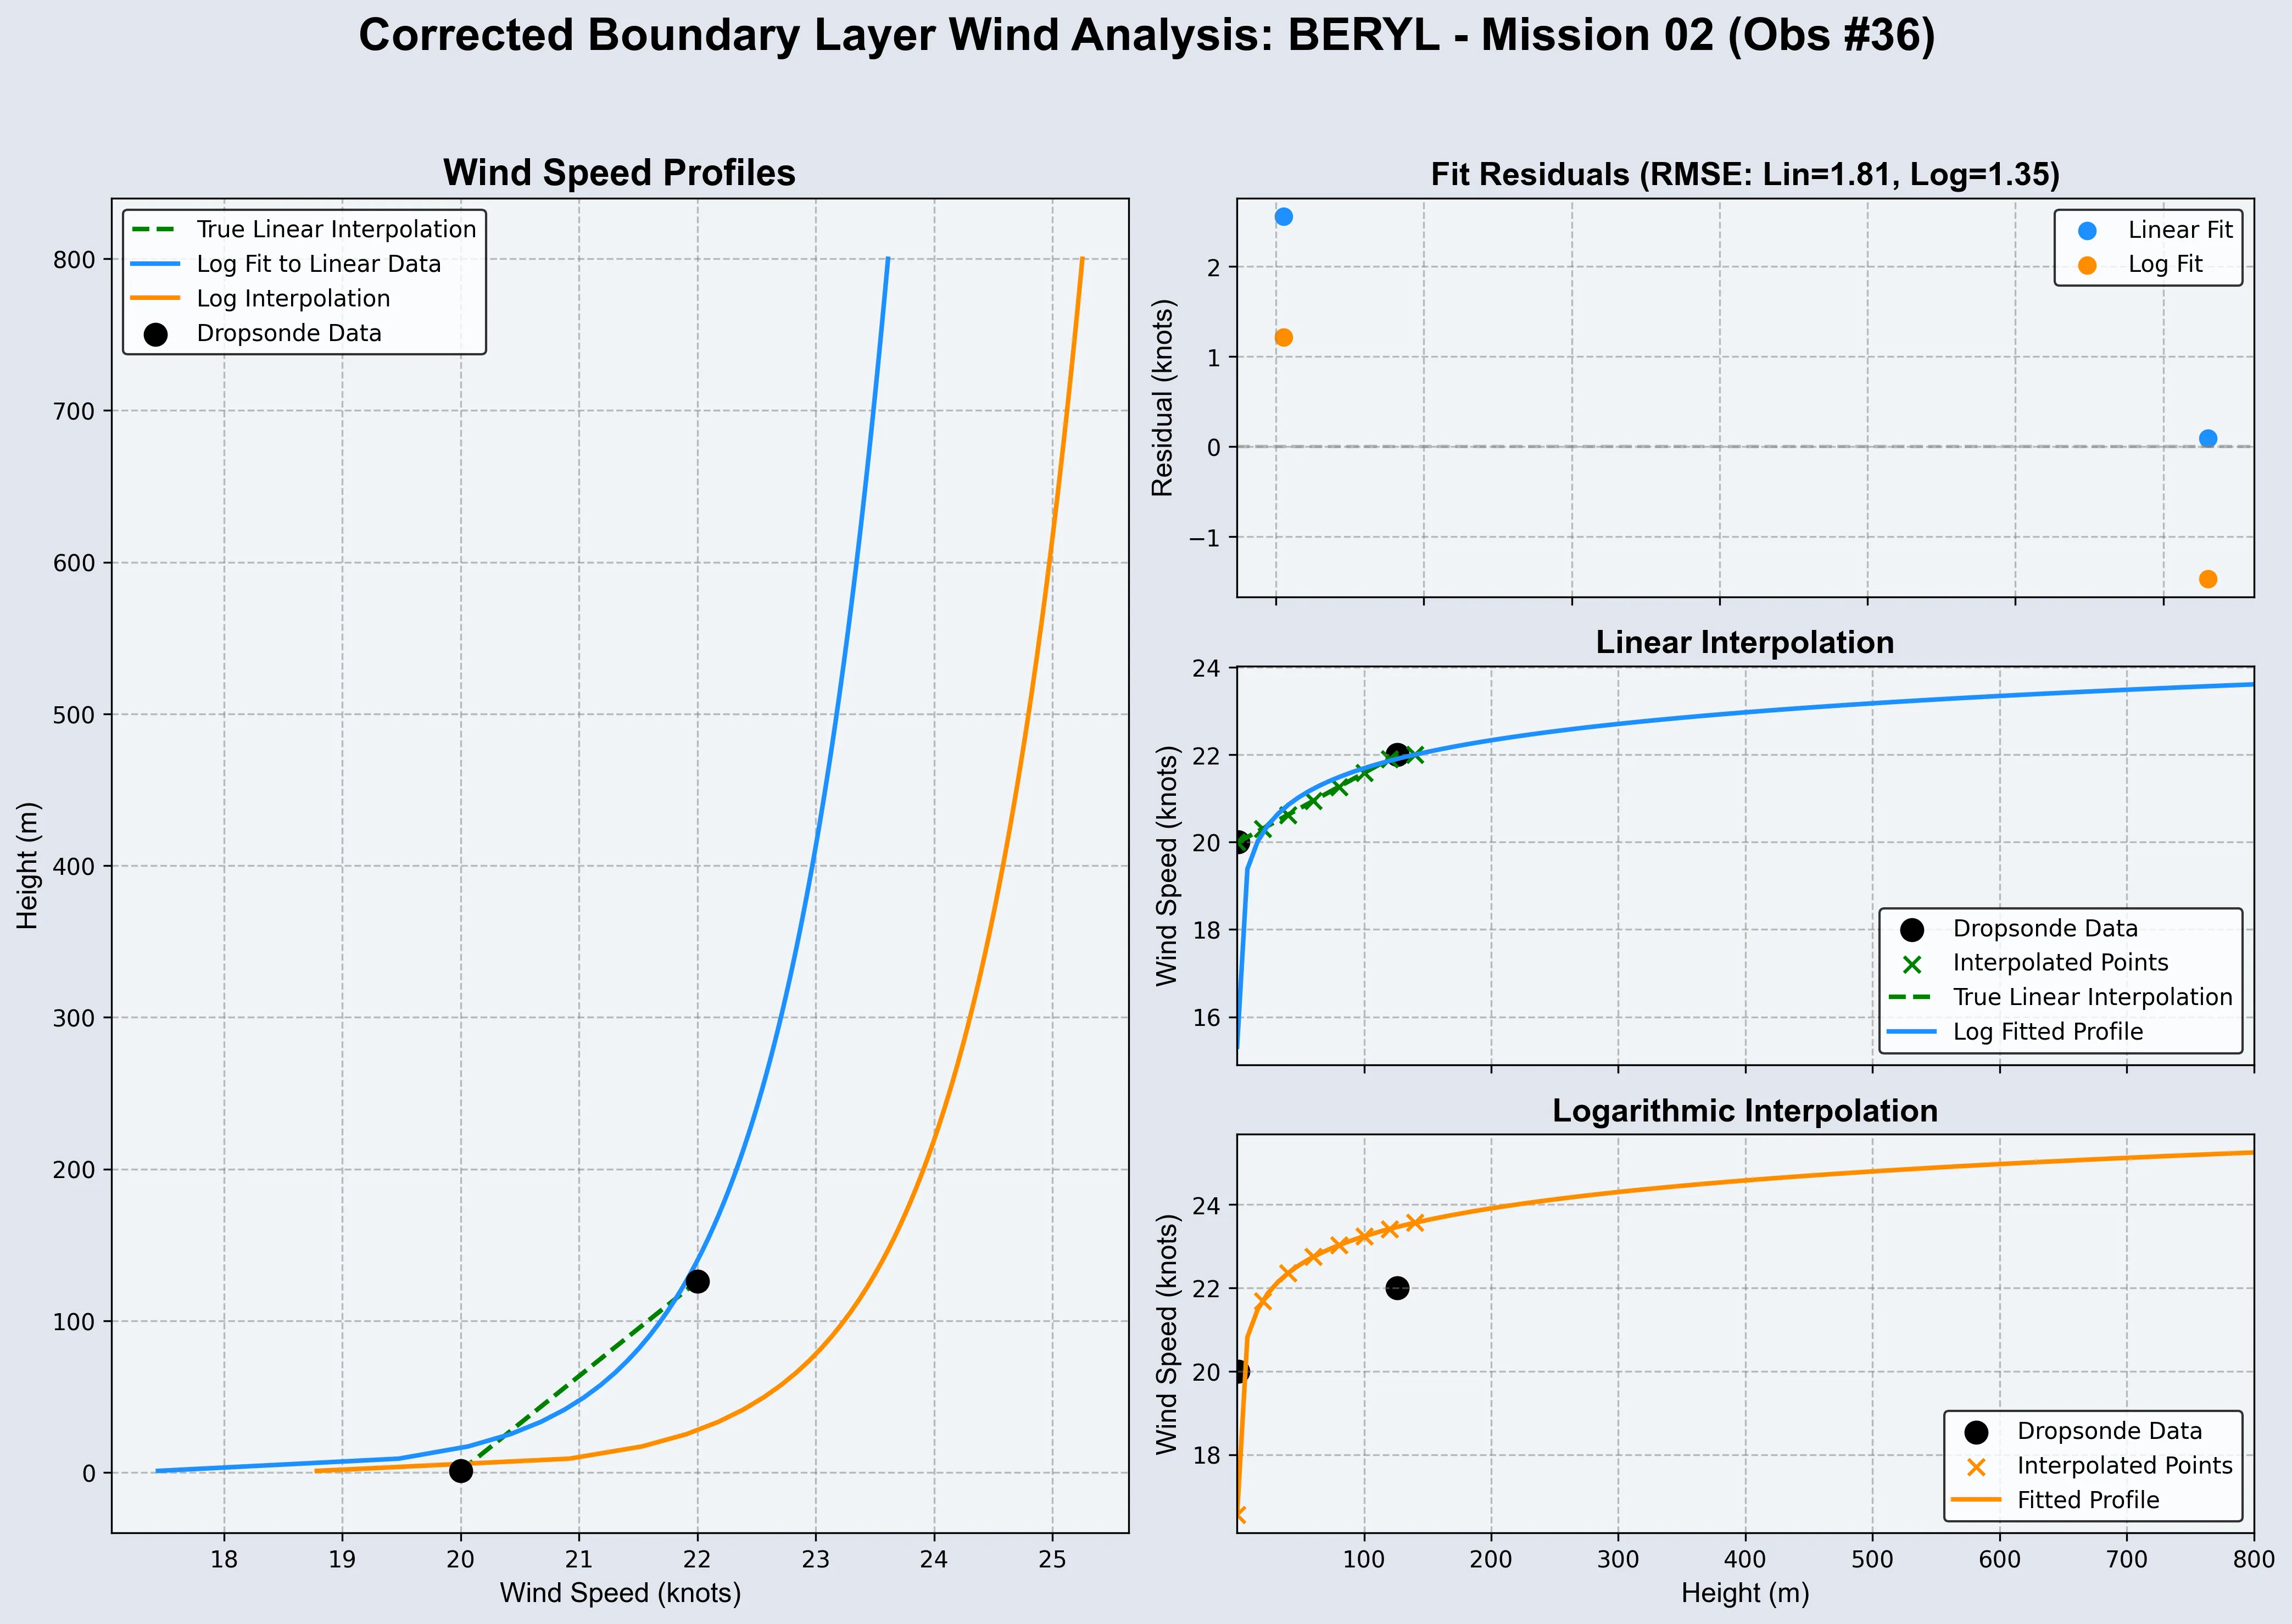 Corrected Boundary Layer Wind Analysis: BERYL - Mission 02 (Obs #36)
Wind Speed Profiles
True Linear Interpolation
Log Fit to Linear Data
Log Interpolation
Dropsonde Data
800
700
600
500
400
300
200
100
0
Height (m)
18 19 20 21 22 23 24 25
Wind Speed (knots)
Fit Residuals (RMSE: Lin=1.81, Log=1.35)
Linear Fit
Log Fit
2
1
0
−1
Residual (knots)
Linear Interpolation
24
22
20
18
16
Wind Speed (knots)
Dropsonde Data
Interpolated Points
True Linear Interpolation
Log Fitted Profile
Logarithmic Interpolation
24
22
20
18
Wind Speed (knots)
Dropsonde Data
Interpolated Points
Fitted Profile
100 200 300 400 500 600 700 800
Height (m)